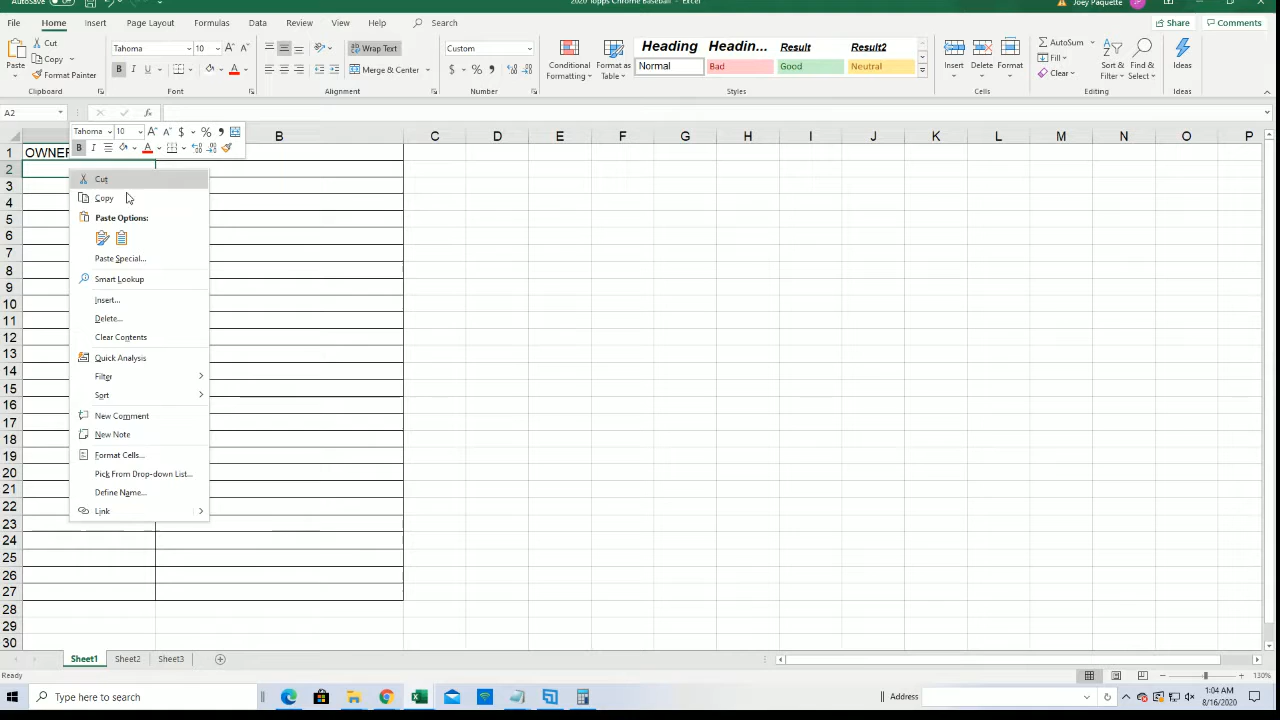 AutoSave
2020 Topps Chrome Baseball - Excel
Joey Paquette
JP
File Home Insert Page Layout Formulas Data Review View Help Search
Share Comments
Cut
Copy
Format Painter
Paste
Clipboard
Tahoma 10
B I U
Font
Wrap Text
Merge & Center
Alignment
Custom
$ % ,
Number
Conditional
Formatting
Format as
Table
Heading Headin... Result Result2
Normal Bad Good Neutral
Styles
Insert Delete Format
Cells
AutoSum
Fill
Clear
Sort &
Filter
Find &
Select
Editing
Ideas
Ideas
A2
fx
Tahoma 10 $ % ,
B I
B C D E F G H I J K L M N O P
1 OWNER
2
3
4
5
6
7
8
9
10
11
12
13
14
15
16
17
18
19
20
21
22
23
24
25
26
27
28
29
30
Cut
Copy
Paste Options:
Paste Special...
Smart Lookup
Insert...
Delete...
Clear Contents
Quick Analysis
Filter
Sort
New Comment
New Note
Format Cells...
Pick From Drop-down List...
Define Name...
Link
Sheet1 Sheet2 Sheet3
Ready
130%
Type here to search
Address
1:04 AM
8/16/2020